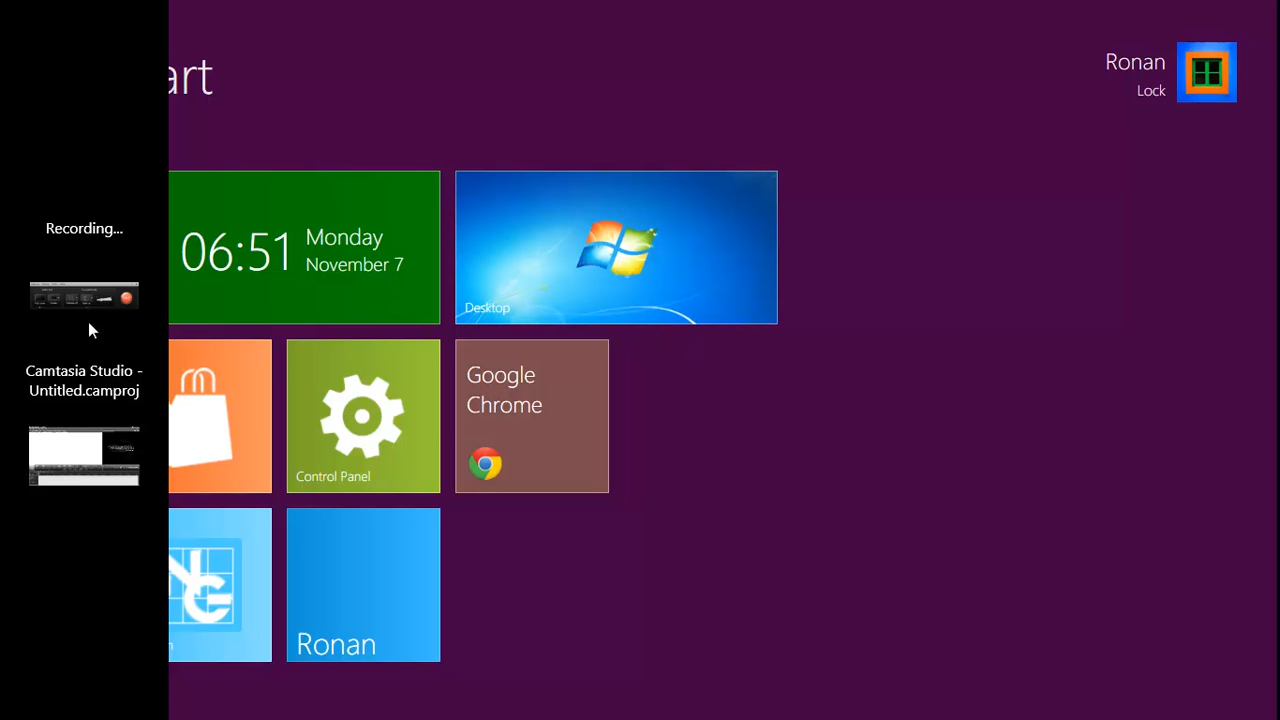 art
Ronan
Lock
Recording...
Camtasia Studio -
Untitled.camproj
06:51
Monday
November 7
Desktop
Control Panel
Google
Chrome
Ronan